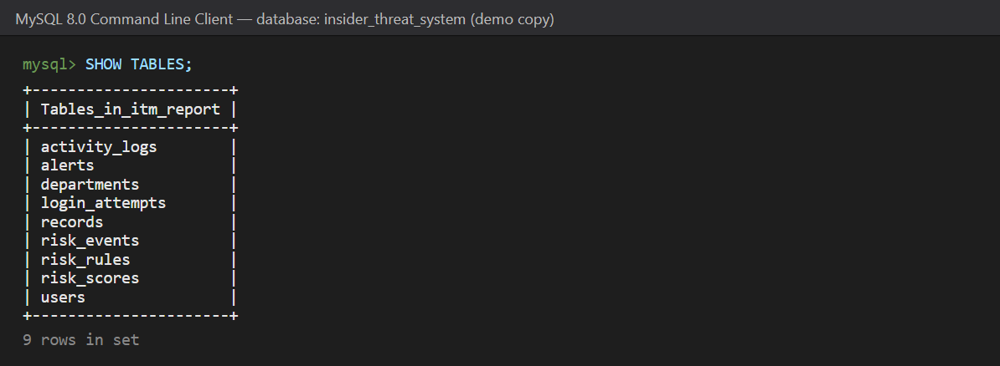 MySQL 8.0 Command Line Client — database: insider_threat_system (demo copy)
mysql> SHOW TABLES;
+----------------------+
| Tables_in_itm_report |
+----------------------+
| activity_logs        |
| alerts               |
| departments          |
| login_attempts       |
| records              |
| risk_events          |
| risk_rules           |
| risk_scores          |
| users                |
+----------------------+
9 rows in set